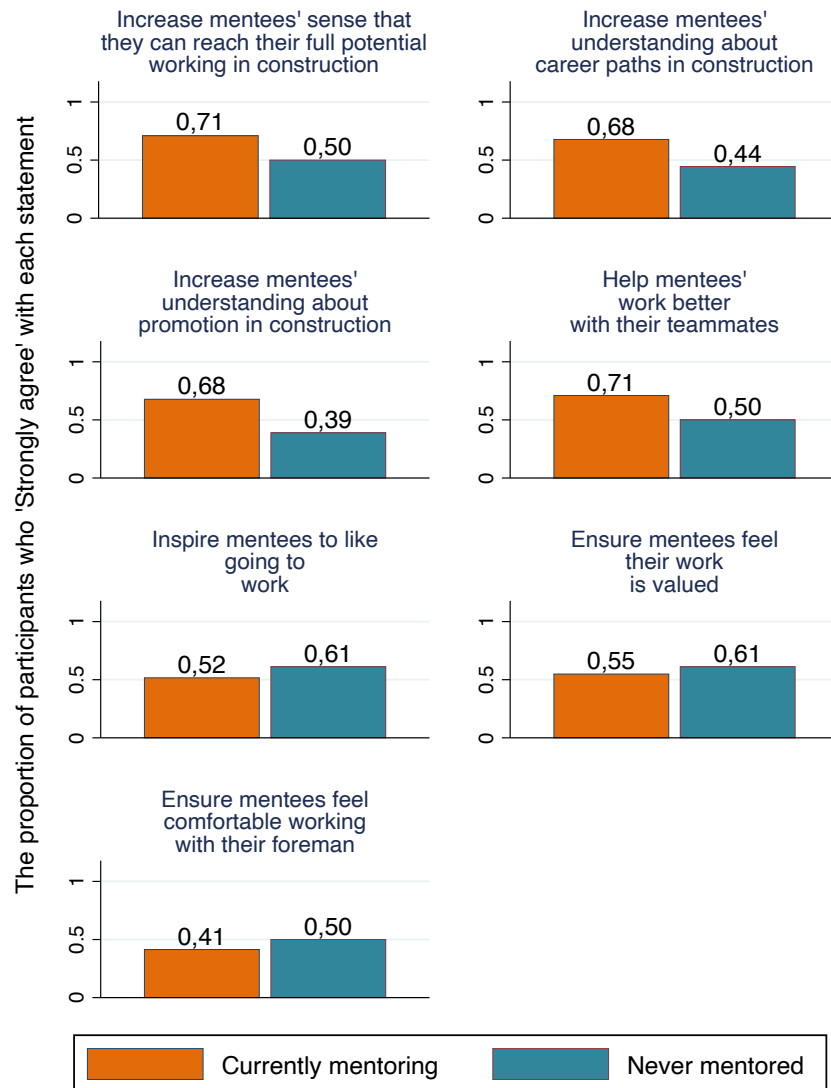 The proportion of participants who 'Strongly agree' with each statement
Increase mentees' sense that
they can reach their full potential
working in construction
1
0.5
0
0,71
0,50
Increase mentees'
understanding about
career paths in construction
1
0.5
0
0,68
0,44
Increase mentees'
understanding about
promotion in construction
1
0.5
0
0,68
0,39
Help mentees'
work better
with their teammates
1
0.5
0
0,71
0,50
Inspire mentees to like
going to
work
1
0.5
0
0,52
0,61
Ensure mentees feel
their work
is valued
1
0.5
0
0,55
0,61
Ensure mentees feel
comfortable working
with their foreman
1
0.5
0
0,41
0,50
Currently mentoring
Never mentored